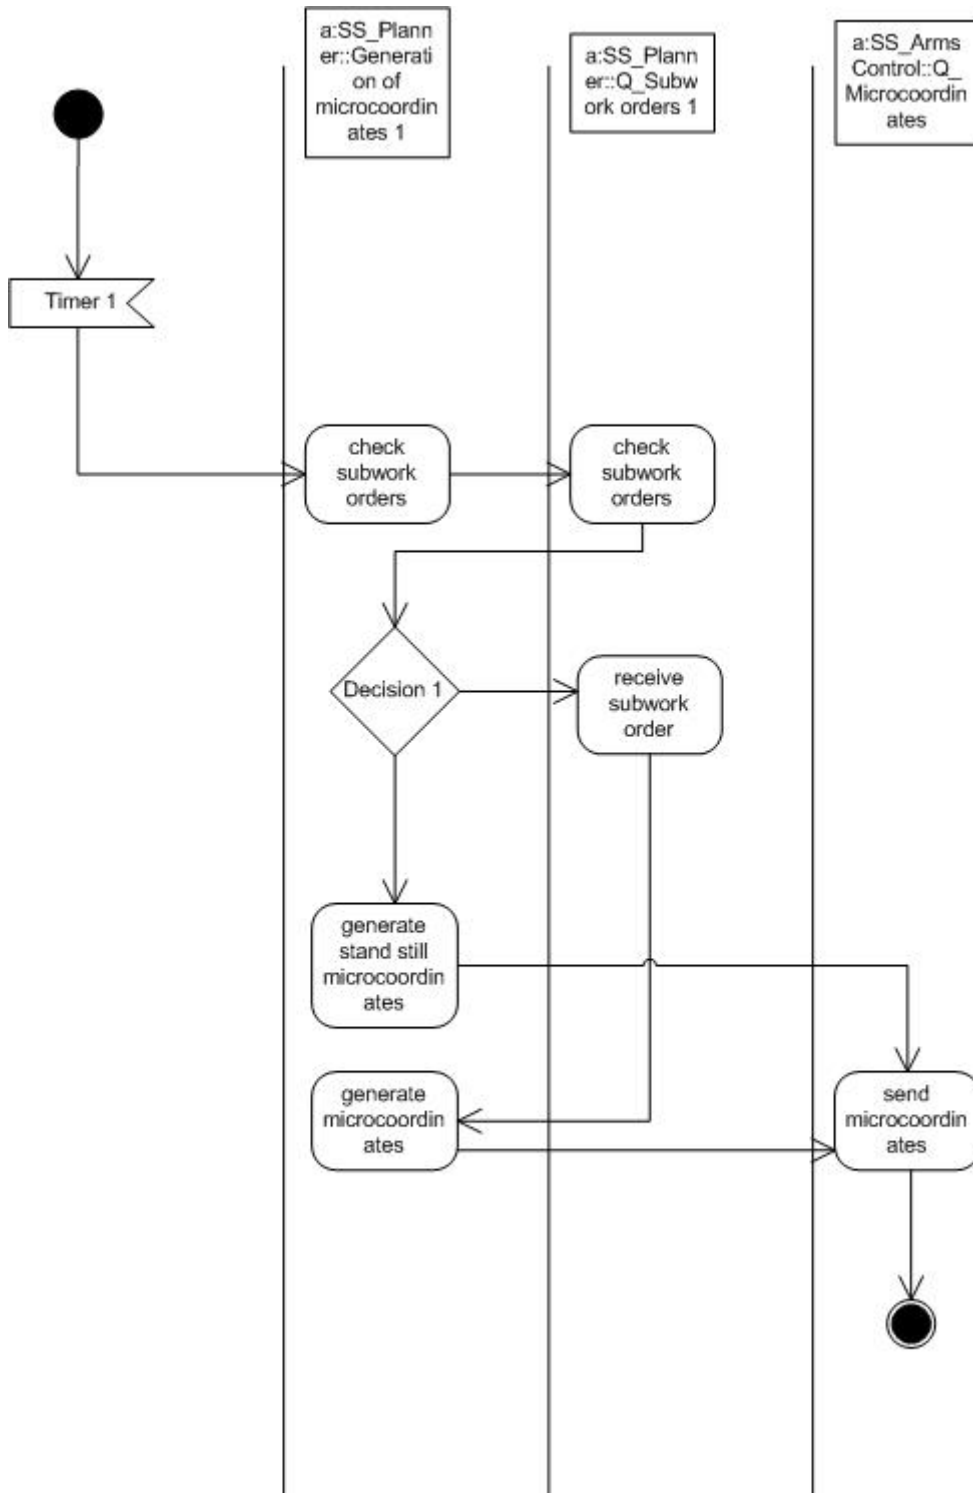 a:SS_Plann
er::Generati
on of
microcoordin
ates 1
a:SS_Plann
er::Q_Subw
ork orders 1
a:SS_Arms
Control::Q_
Microcoordin
ates
Timer 1
check
subwork
orders
check
subwork
orders
Decision 1
receive
subwork
order
generate
stand still
microcoordin
ates
generate
microcoordin
ates
send
microcoordin
ates